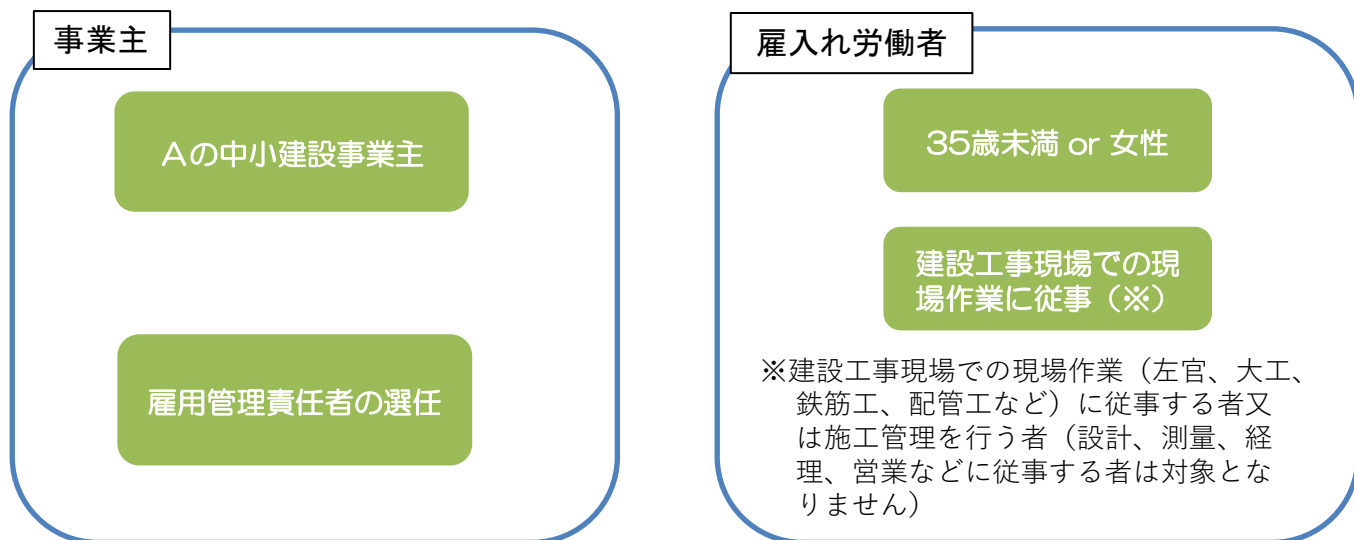 事業主
Aの中小建設事業主
雇用管理責任者の選任
雇入れ労働者
35歳未満 or 女性
建設工事現場での現
場作業に従事（※）
※建設工事現場での現場作業（左官、大工、
鉄筋工、配管工など）に従事する者又
は施工管理を行う者（設計、測量、経
理、営業などに従事する者は対象とな
りません）